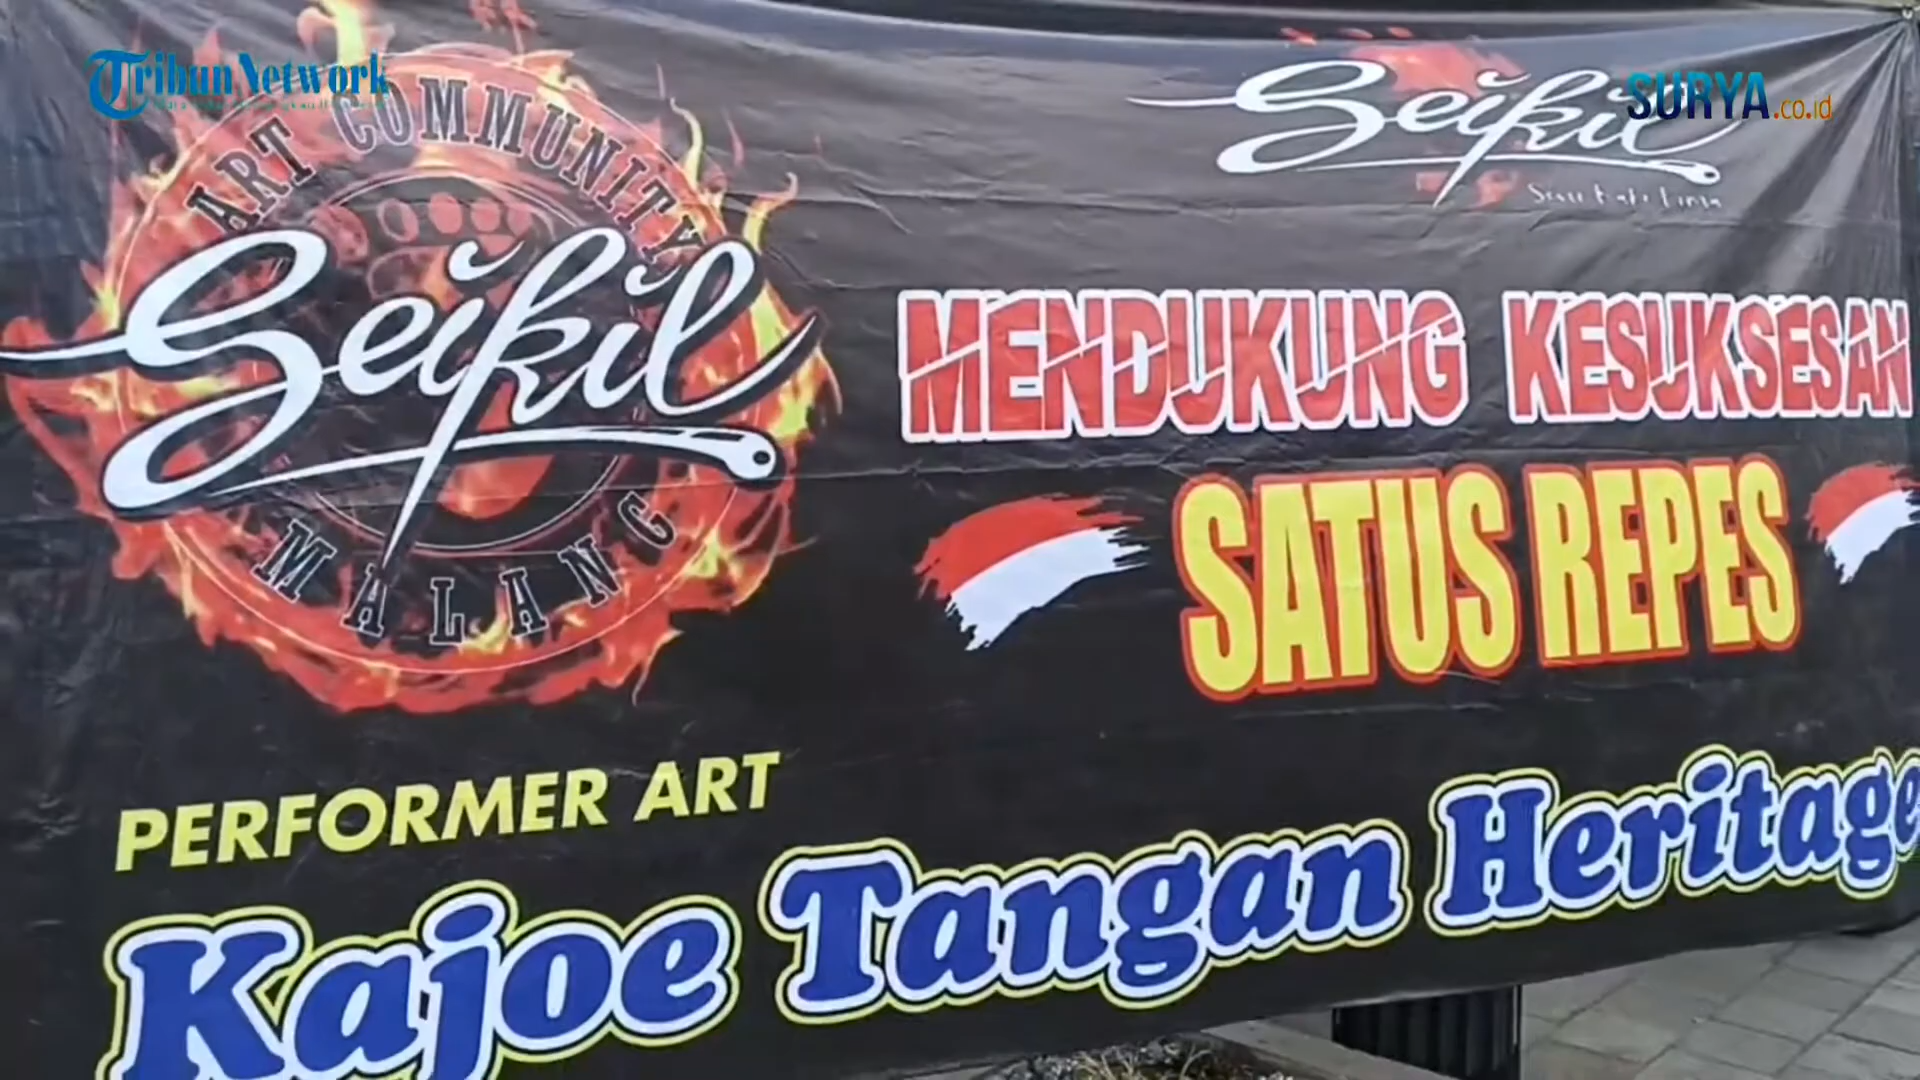 Tribun Network
SURYA.co.id
ART COMMUNITY
Seikil
MALANG
Seikil
MENDUKUNG KESUKSESAN
SATUS REPES
PERFORMER ART
Kajoe Tangan Heritage